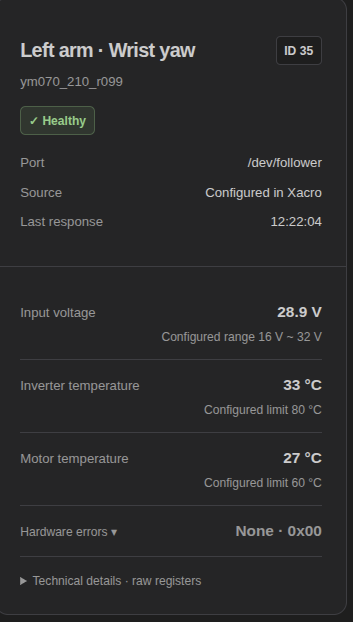 Left arm · Wrist yaw
ID 35
ym070_210_r099
✓ Healthy
Port /dev/follower
Source Configured in Xacro
Last response 12:22:04
Input voltage 28.9 V
Configured range 16 V ~ 32 V
Inverter temperature 33 °C
Configured limit 80 °C
Motor temperature 27 °C
Configured limit 60 °C
Hardware errors ▾ None · 0x00
▶ Technical details · raw registers